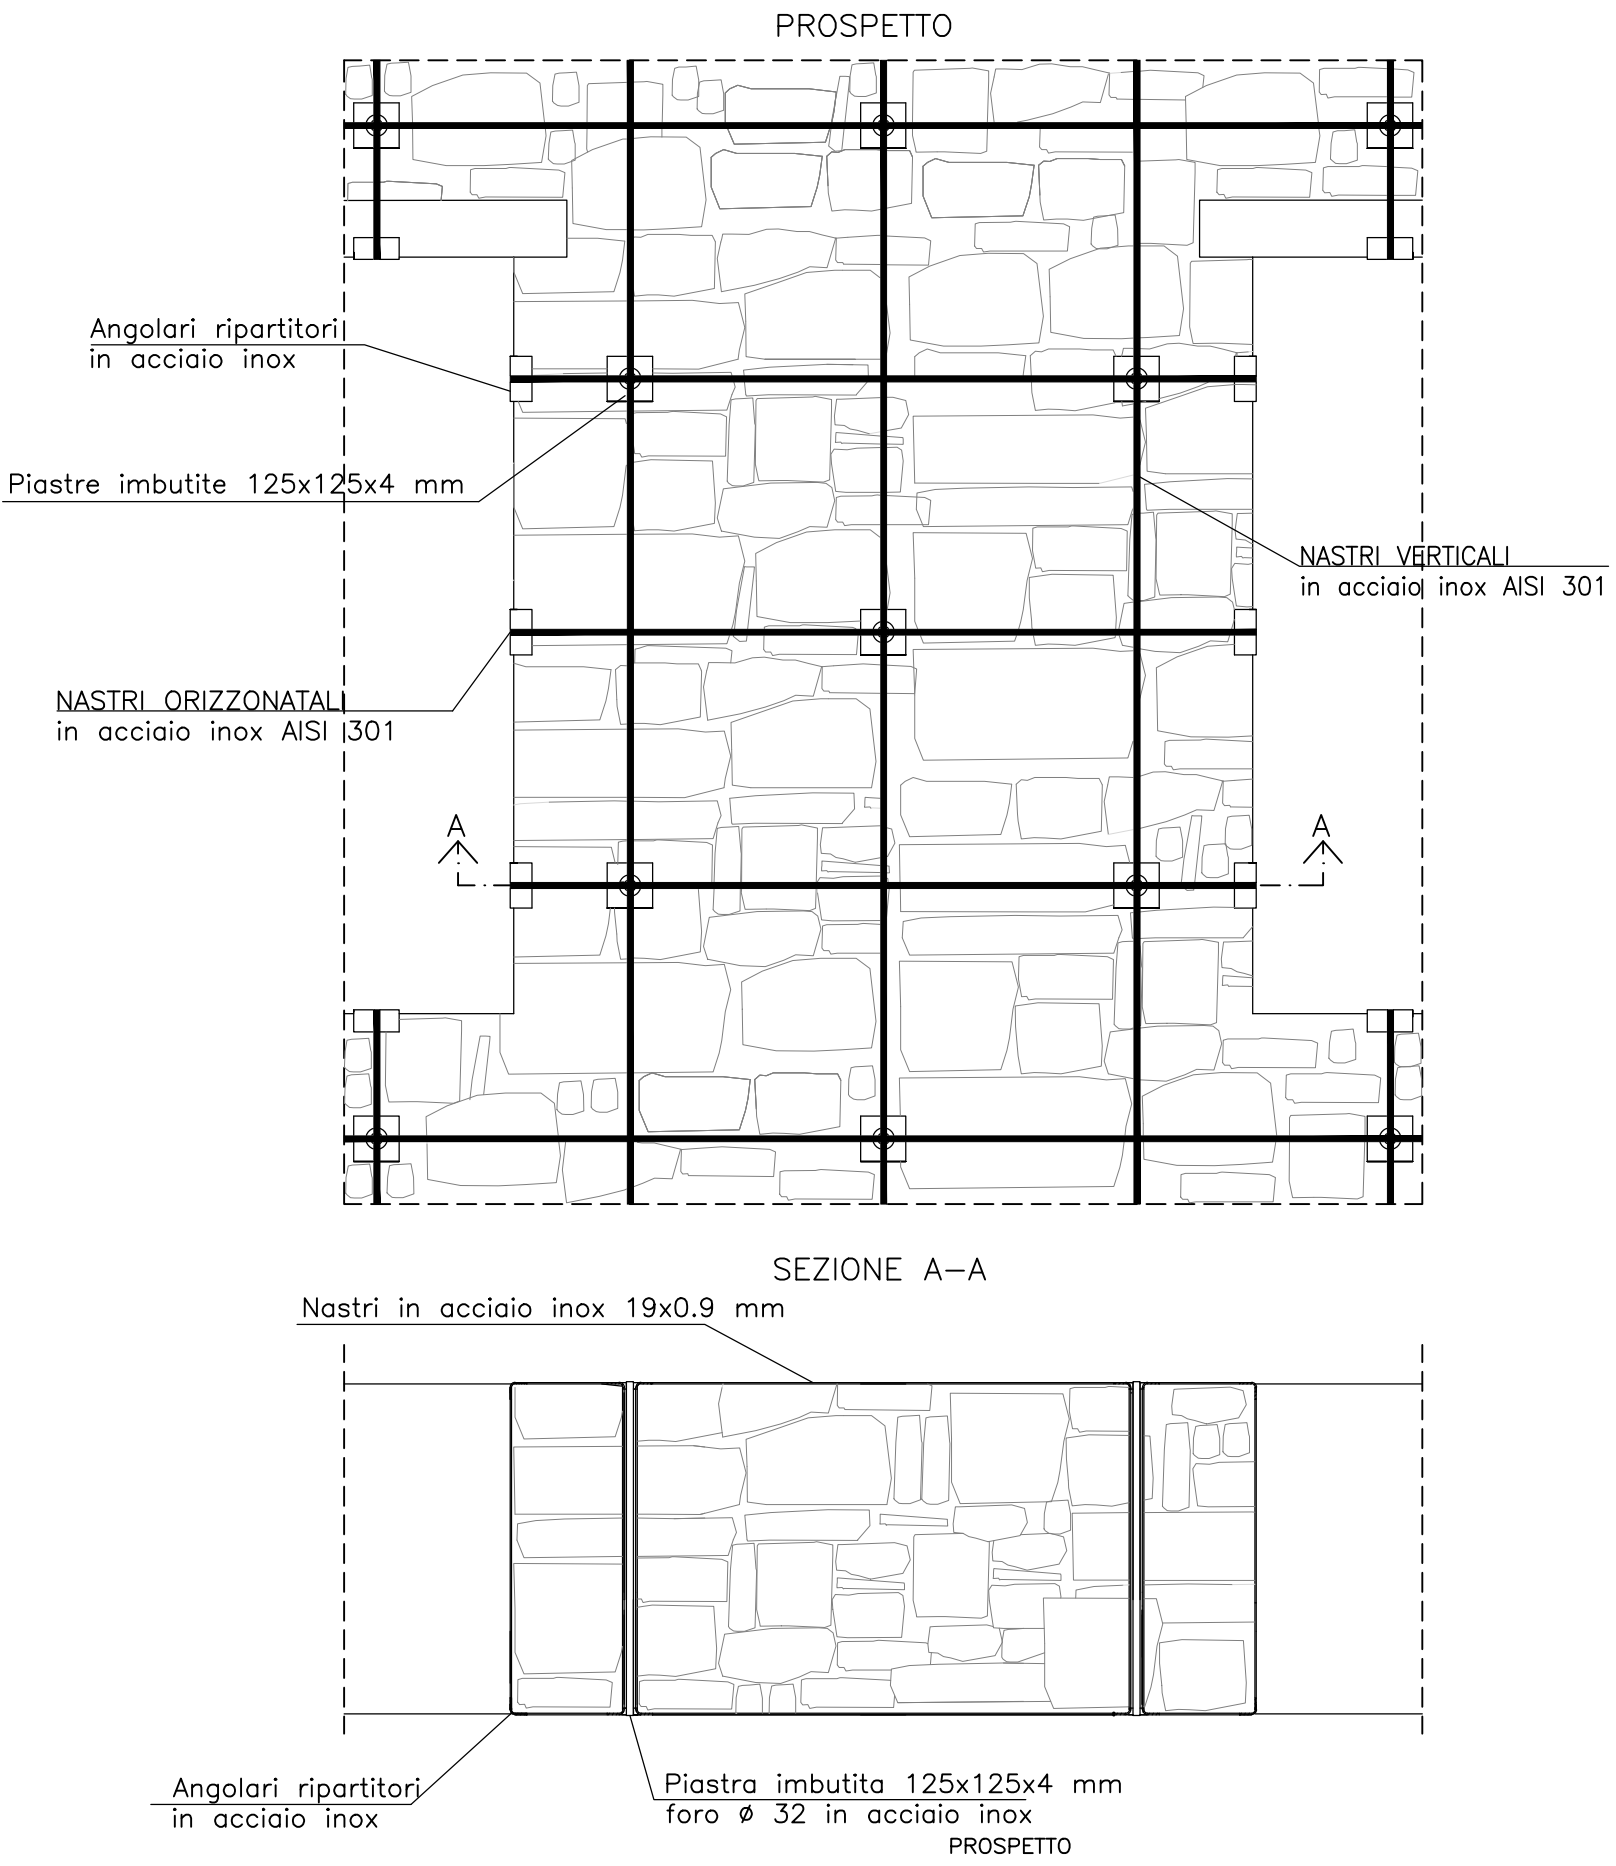 PROSPETTO
Angolari ripartitori
in acciaio inox
Piastre imbutite 125x125x4 mm
NASTRI VERTICALI
in acciaio inox AISI 301
NASTRI ORIZZONATALI
in acciaio inox AISI 301
A
A
SEZIONE A-A
Nastri in acciaio inox 19x0.9 mm
Angolari ripartitori
in acciaio inox
Piastra imbutita 125x125x4 mm
foro ø 32 in acciaio inox
PROSPETTO